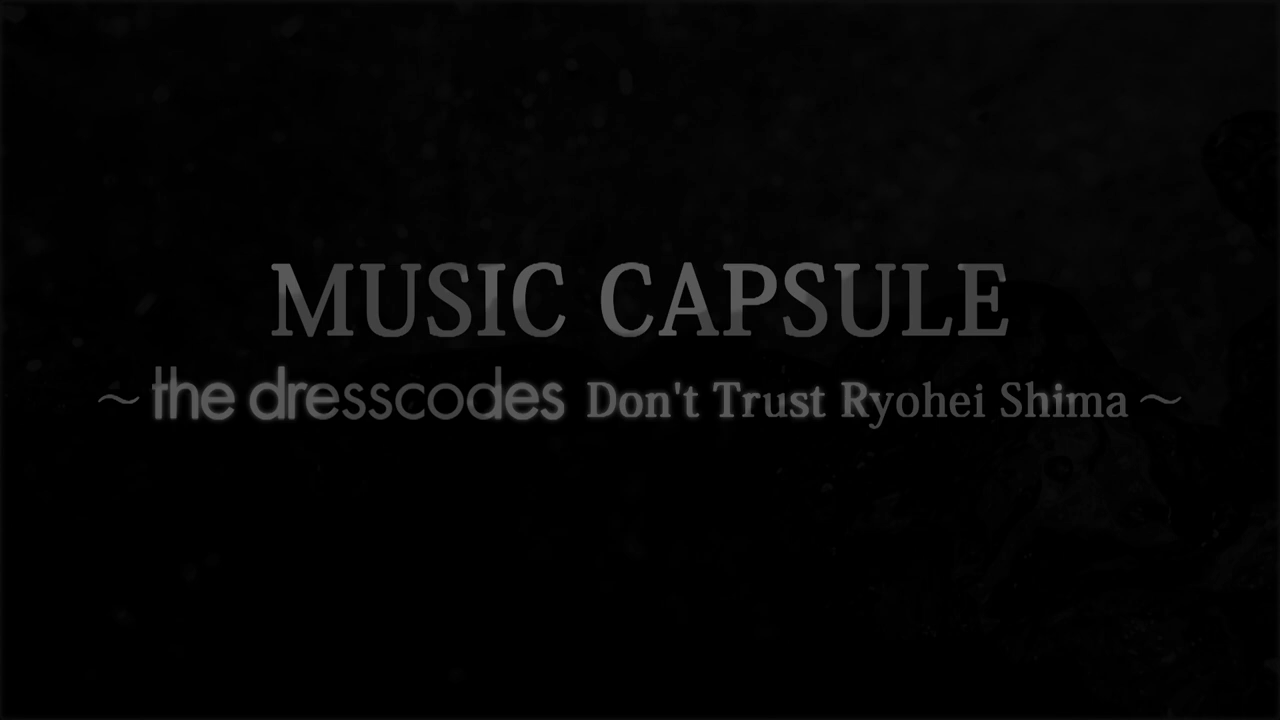 MUSIC CAPSULE
～the dresscodes Don't Trust Ryohei Shima～